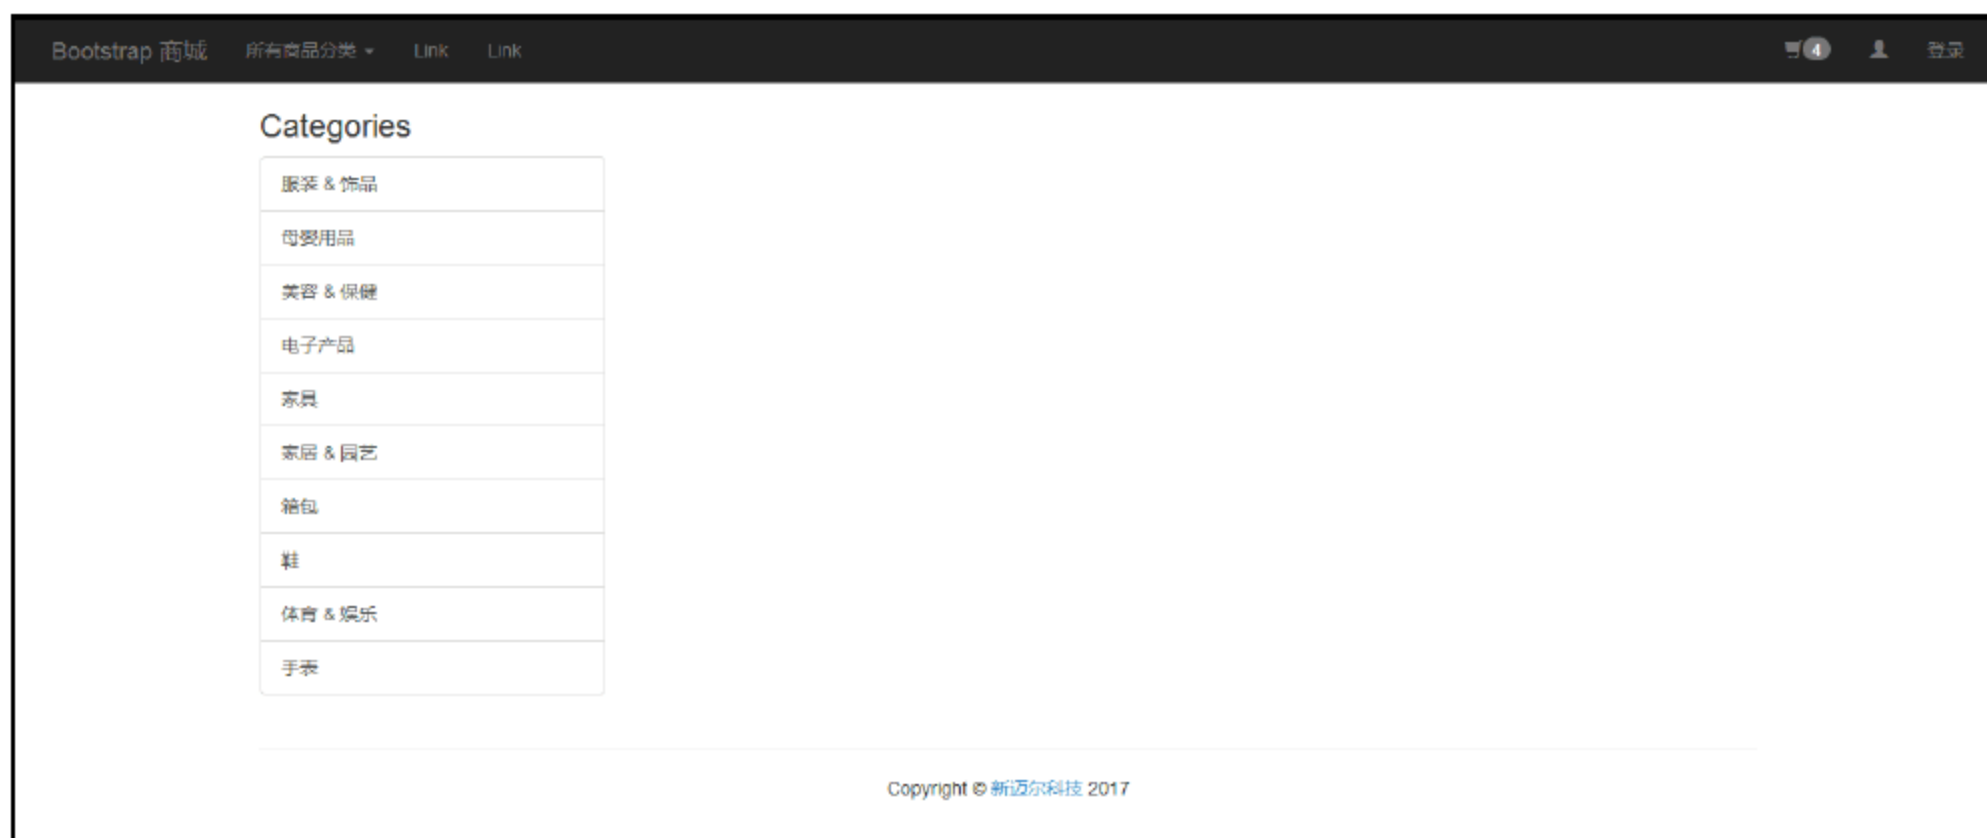 Bootstrap 商城 所有商品分类 Link Link 4 登录
Categories
服装 & 饰品
母婴用品
美容 & 保健
电子产品
家具
家居 & 园艺
箱包
鞋
体育 & 娱乐
手表
Copyright © 新迈尔科技 2017